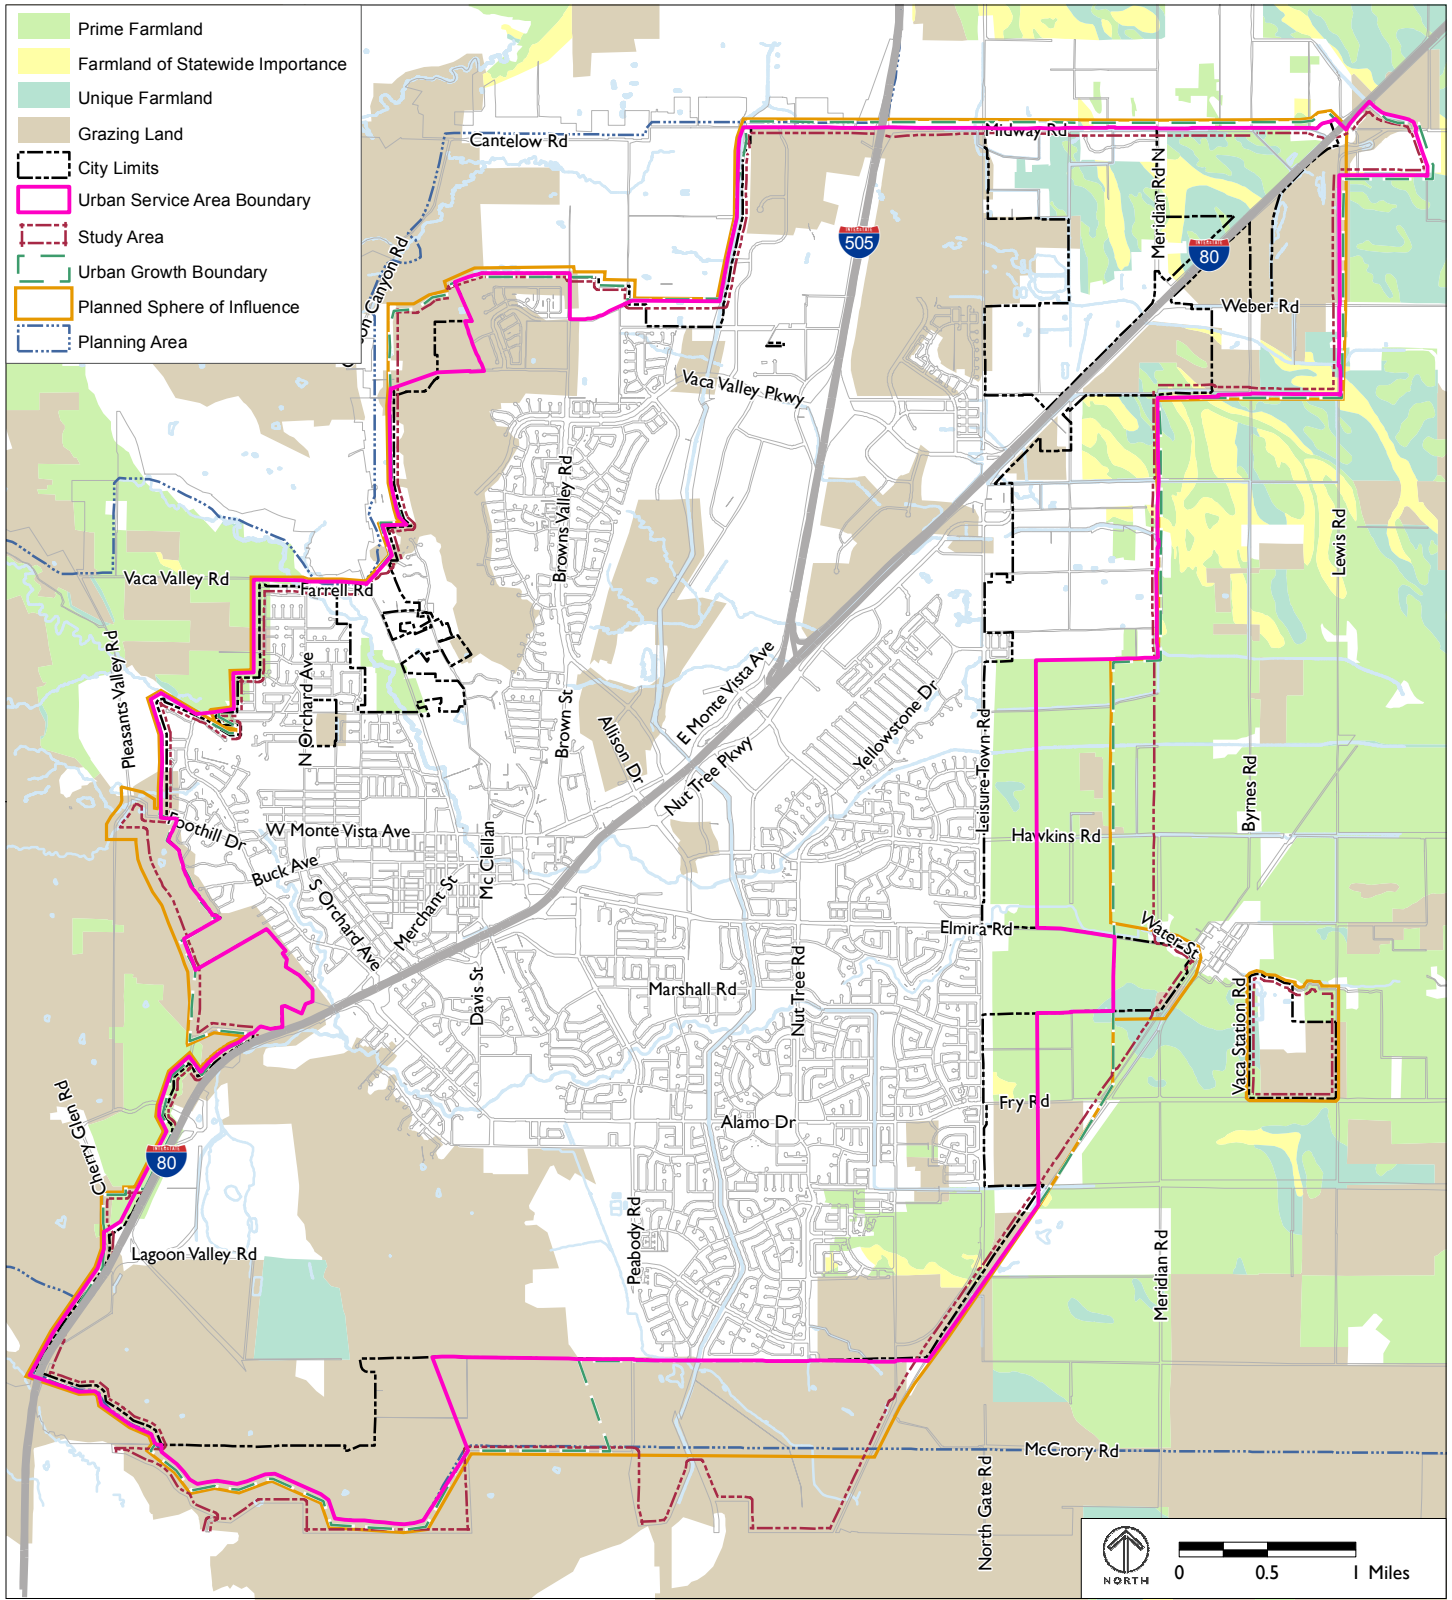 Prime Farmland
Farmland of Statewide Importance
Unique Farmland
Grazing Land
City Limits
Urban Service Area Boundary
Study Area
Urban Growth Boundary
Planned Sphere of Influence
Planning Area
Cantelow Rd
Midway Rd
Meridian Rd N
INTERSTATE
505
INTERSTATE
80
Canyon Rd
Weber Rd
Vaca Valley Pkwy
Browns Valley Rd
Lewis Rd
Vaca Valley Rd
Farrell Rd
Pleasants Valley Rd
N Orchard Ave
Brown St
Allison Dr
E Monte Vista Ave
Nut Tree Pkwy
Yellowstone Dr
Leisure Town Rd
Byrnes Rd
Hawkins Rd
Foothill Dr
W Monte Vista Ave
Mc Clellan
Buck Ave
S Orchard Ave
Merchant St
Elmira Rd
Water St
Davis St
Marshall Rd
Nut Tree Rd
Vaca Station Rd
Cherry Glen Rd
Fry Rd
Alamo Dr
INTERSTATE
80
Peabody Rd
Lagoon Valley Rd
Meridian Rd
McCrory Rd
North Gate Rd
NORTH
0 0.5 1 Miles